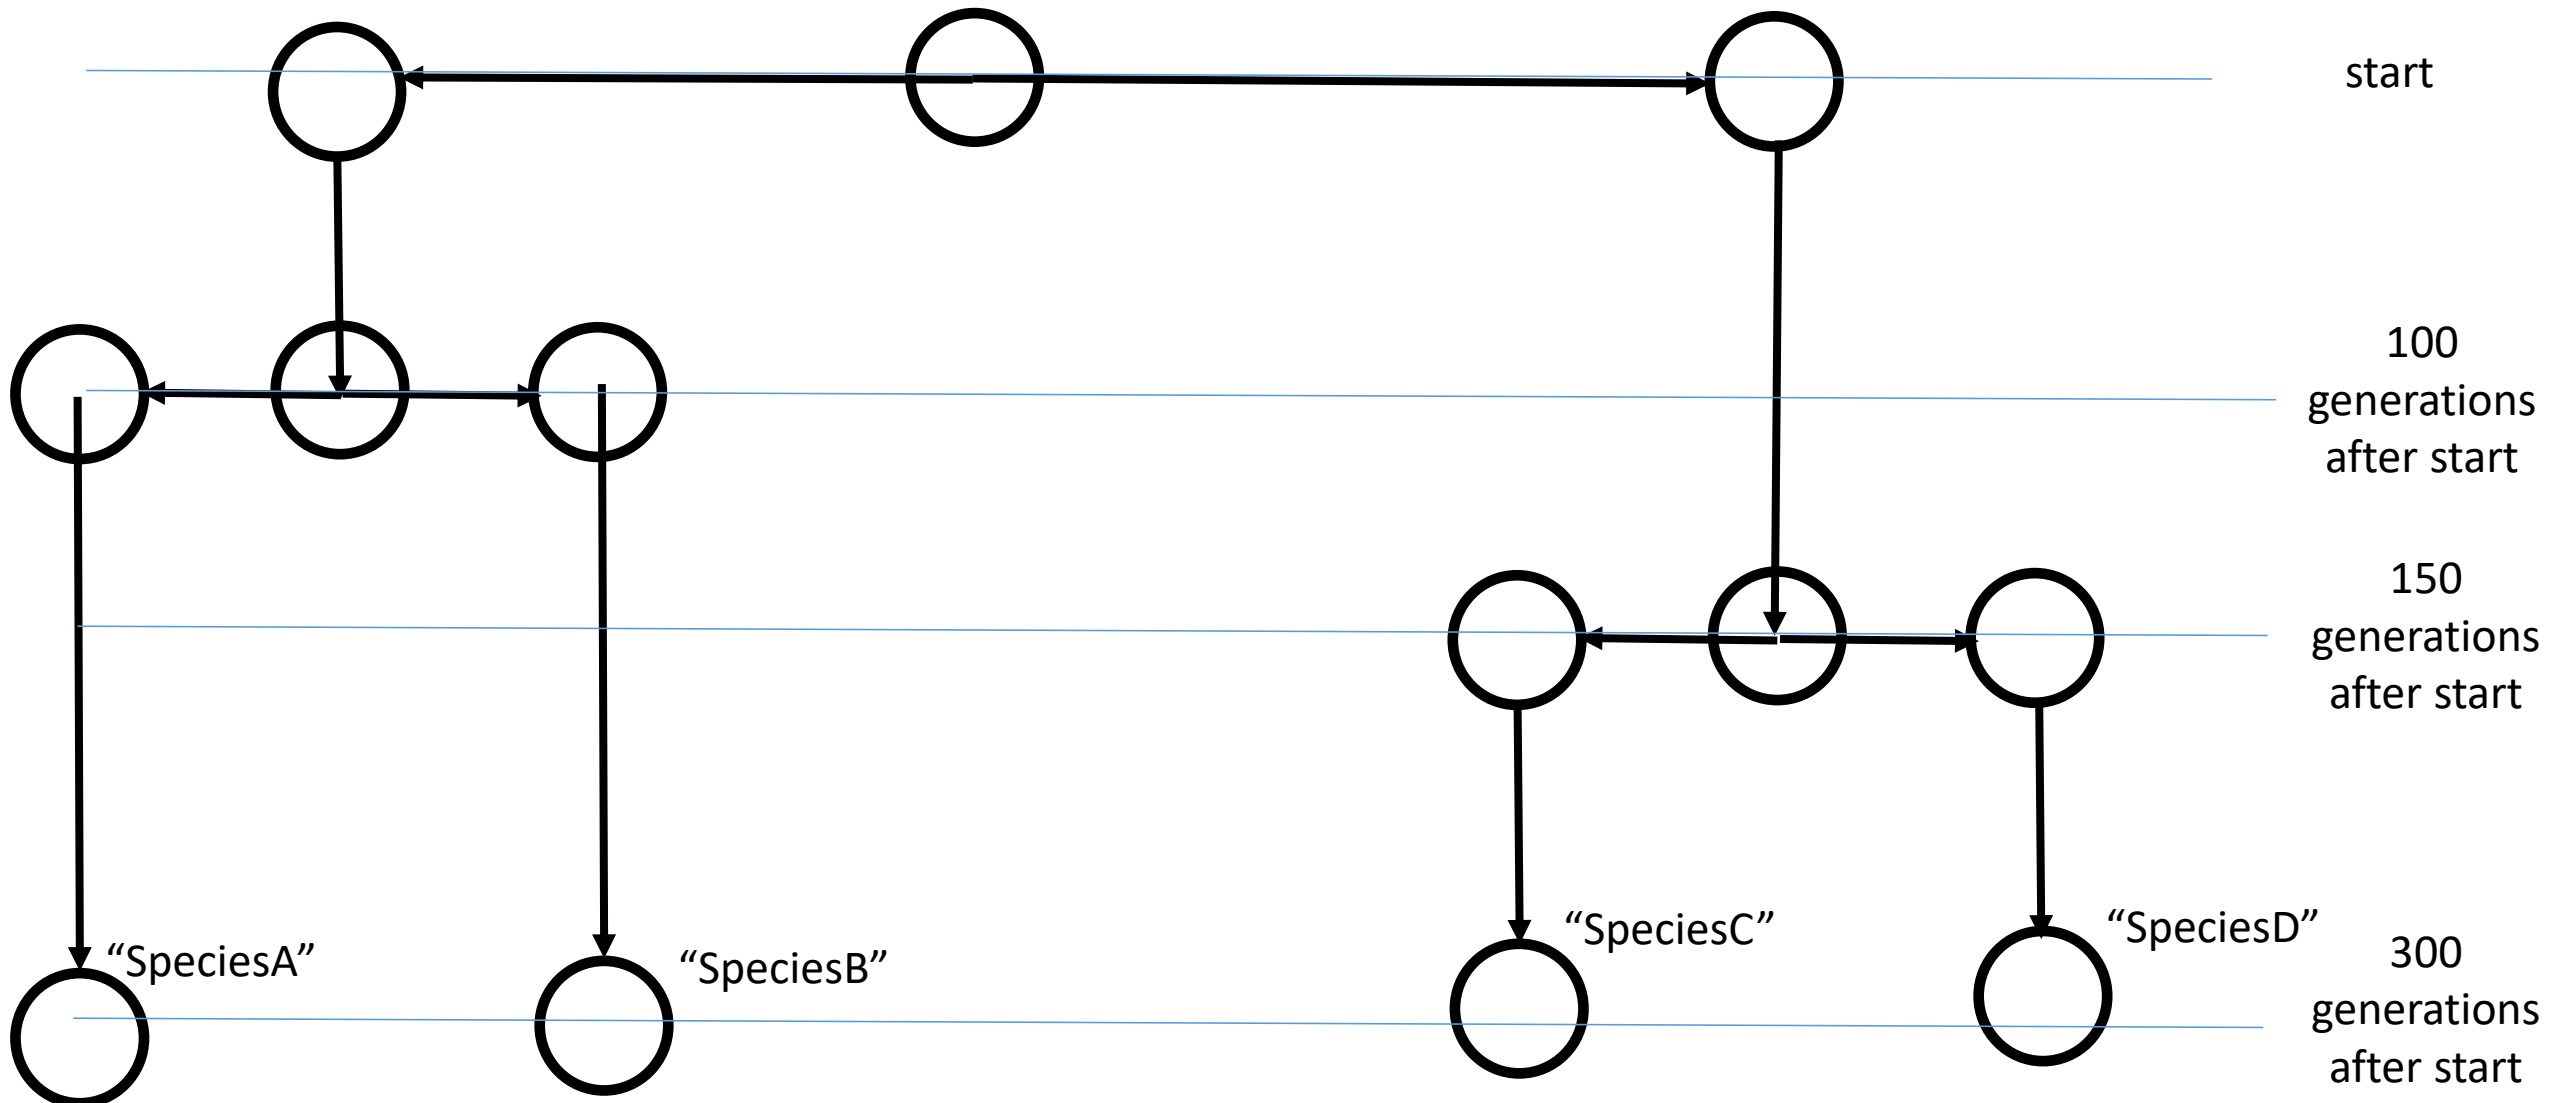 start
100
generations
after start
150
generations
after start
“SpeciesA”
“SpeciesB”
“SpeciesC”
“SpeciesD”
300
generations
after start